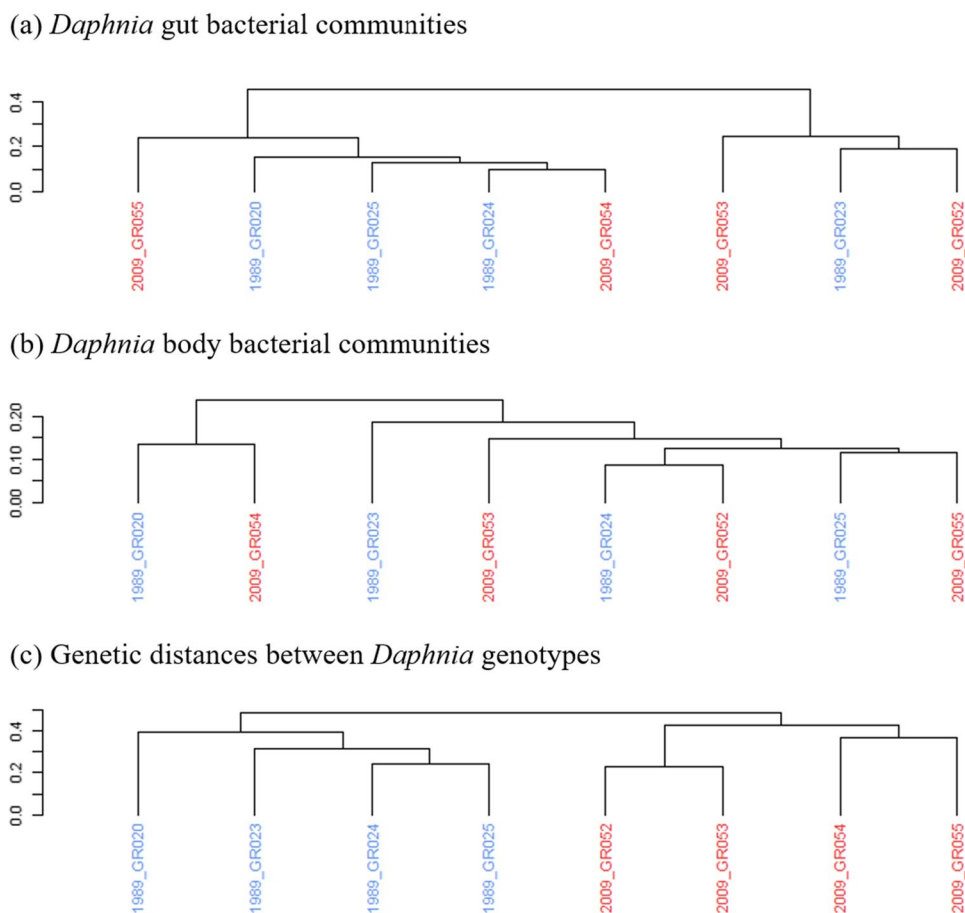 (a) Daphnia gut bacterial communities
0.4
0.2
0.0
2009_GR055
1989_GR020
1989_GR025
1989_GR024
2009_GR054
2009_GR053
1989_GR023
2009_GR052
(b) Daphnia body bacterial communities
0.20
0.10
0.00
1989_GR020
2009_GR054
1989_GR023
2009_GR053
1989_GR024
2009_GR052
1989_GR025
2009_GR055
(c) Genetic distances between Daphnia genotypes
0.4
0.2
0.0
1989_GR020
1989_GR023
1989_GR024
1989_GR025
2009_GR052
2009_GR053
2009_GR054
2009_GR055